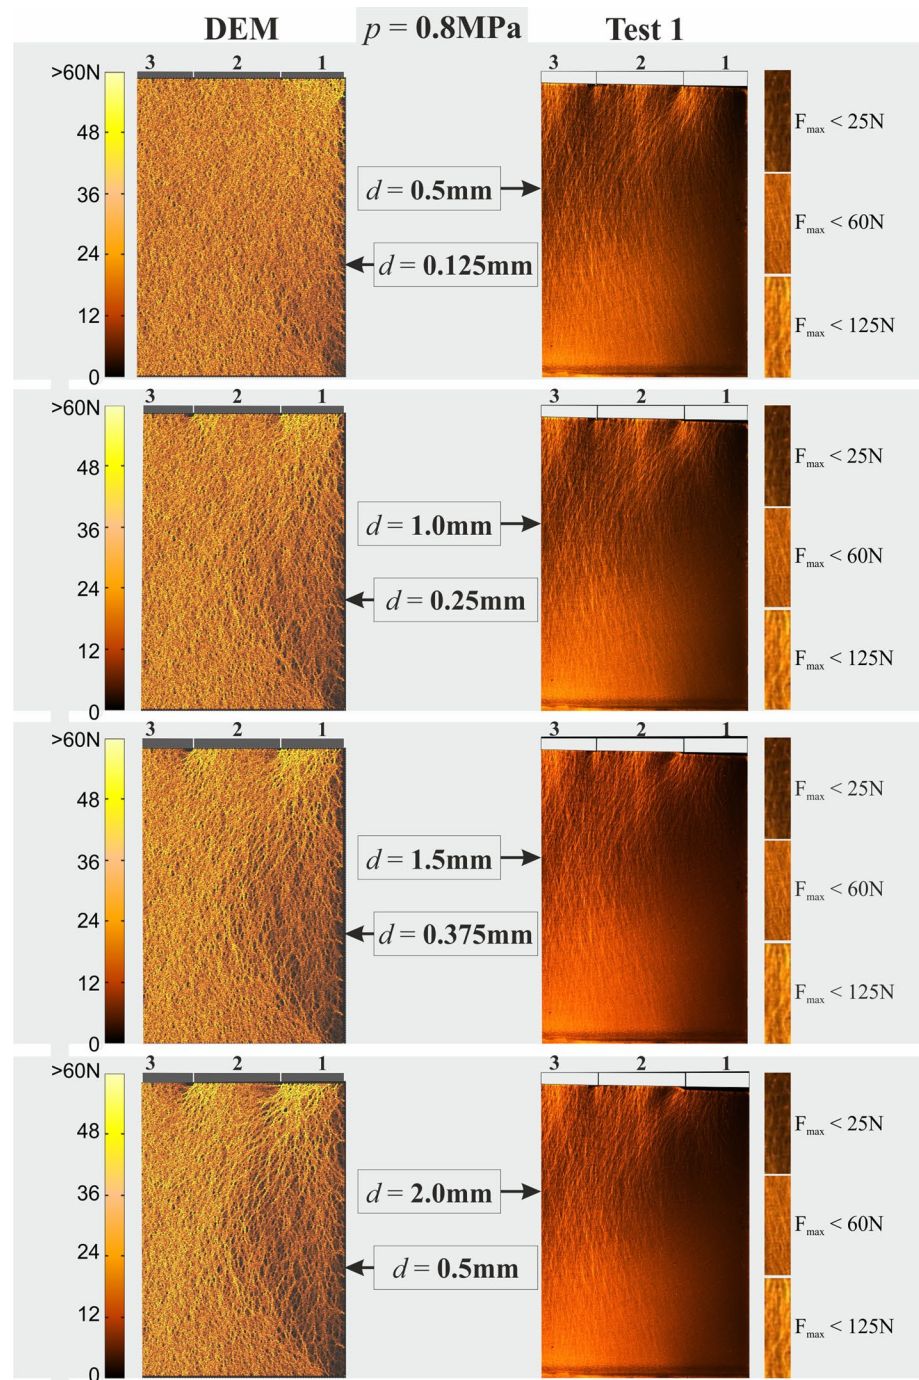 DEM
p = 0.8MPa
Test 1
3 2 1
3 2 1
>60N
48
36
24
12
0
d = 0.5mm
d = 0.125mm
Fmax < 25N
Fmax < 60N
Fmax < 125N
3 2 1
3 2 1
>60N
48
36
24
12
0
d = 1.0mm
d = 0.25mm
Fmax < 25N
Fmax < 60N
Fmax < 125N
3 2 1
3 2 1
>60N
48
36
24
12
0
d = 1.5mm
d = 0.375mm
Fmax < 25N
Fmax < 60N
Fmax < 125N
3 2 1
3 2 1
>60N
48
36
24
12
0
d = 2.0mm
d = 0.5mm
Fmax < 25N
Fmax < 60N
Fmax < 125N